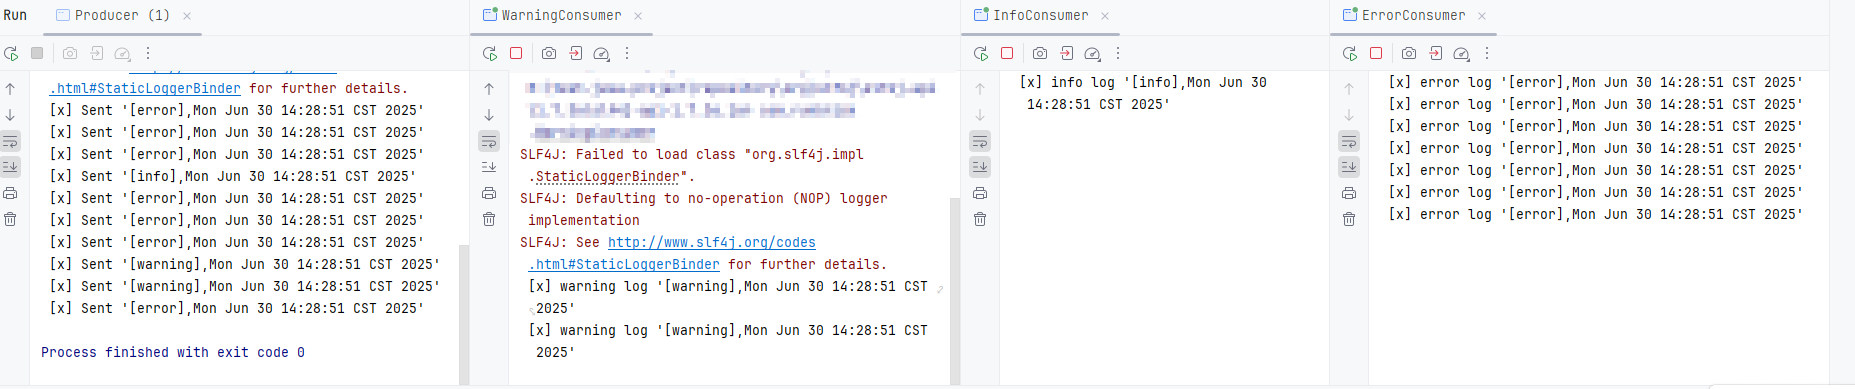 Run
Producer (1)
WarningConsumer
InfoConsumer
ErrorConsumer
.html#StaticLoggerBinder for further details.
[x] Sent '[error],Mon Jun 30 14:28:51 CST 2025'
[x] Sent '[error],Mon Jun 30 14:28:51 CST 2025'
[x] Sent '[error],Mon Jun 30 14:28:51 CST 2025'
[x] Sent '[info],Mon Jun 30 14:28:51 CST 2025'
[x] Sent '[error],Mon Jun 30 14:28:51 CST 2025'
[x] Sent '[error],Mon Jun 30 14:28:51 CST 2025'
[x] Sent '[error],Mon Jun 30 14:28:51 CST 2025'
[x] Sent '[warning],Mon Jun 30 14:28:51 CST 2025'
[x] Sent '[warning],Mon Jun 30 14:28:51 CST 2025'
[x] Sent '[error],Mon Jun 30 14:28:51 CST 2025'
Process finished with exit code 0
SLF4J: Failed to load class "org.slf4j.impl
.StaticLoggerBinder".
SLF4J: Defaulting to no-operation (NOP) logger
implementation
SLF4J: See http://www.slf4j.org/codes
.html#StaticLoggerBinder for further details.
[x] warning log '[warning],Mon Jun 30 14:28:51 CST
2025'
[x] warning log '[warning],Mon Jun 30 14:28:51 CST
2025'
[x] info log '[info],Mon Jun 30
14:28:51 CST 2025'
[x] error log '[error],Mon Jun 30 14:28:51 CST 2025'
[x] error log '[error],Mon Jun 30 14:28:51 CST 2025'
[x] error log '[error],Mon Jun 30 14:28:51 CST 2025'
[x] error log '[error],Mon Jun 30 14:28:51 CST 2025'
[x] error log '[error],Mon Jun 30 14:28:51 CST 2025'
[x] error log '[error],Mon Jun 30 14:28:51 CST 2025'
[x] error log '[error],Mon Jun 30 14:28:51 CST 2025'